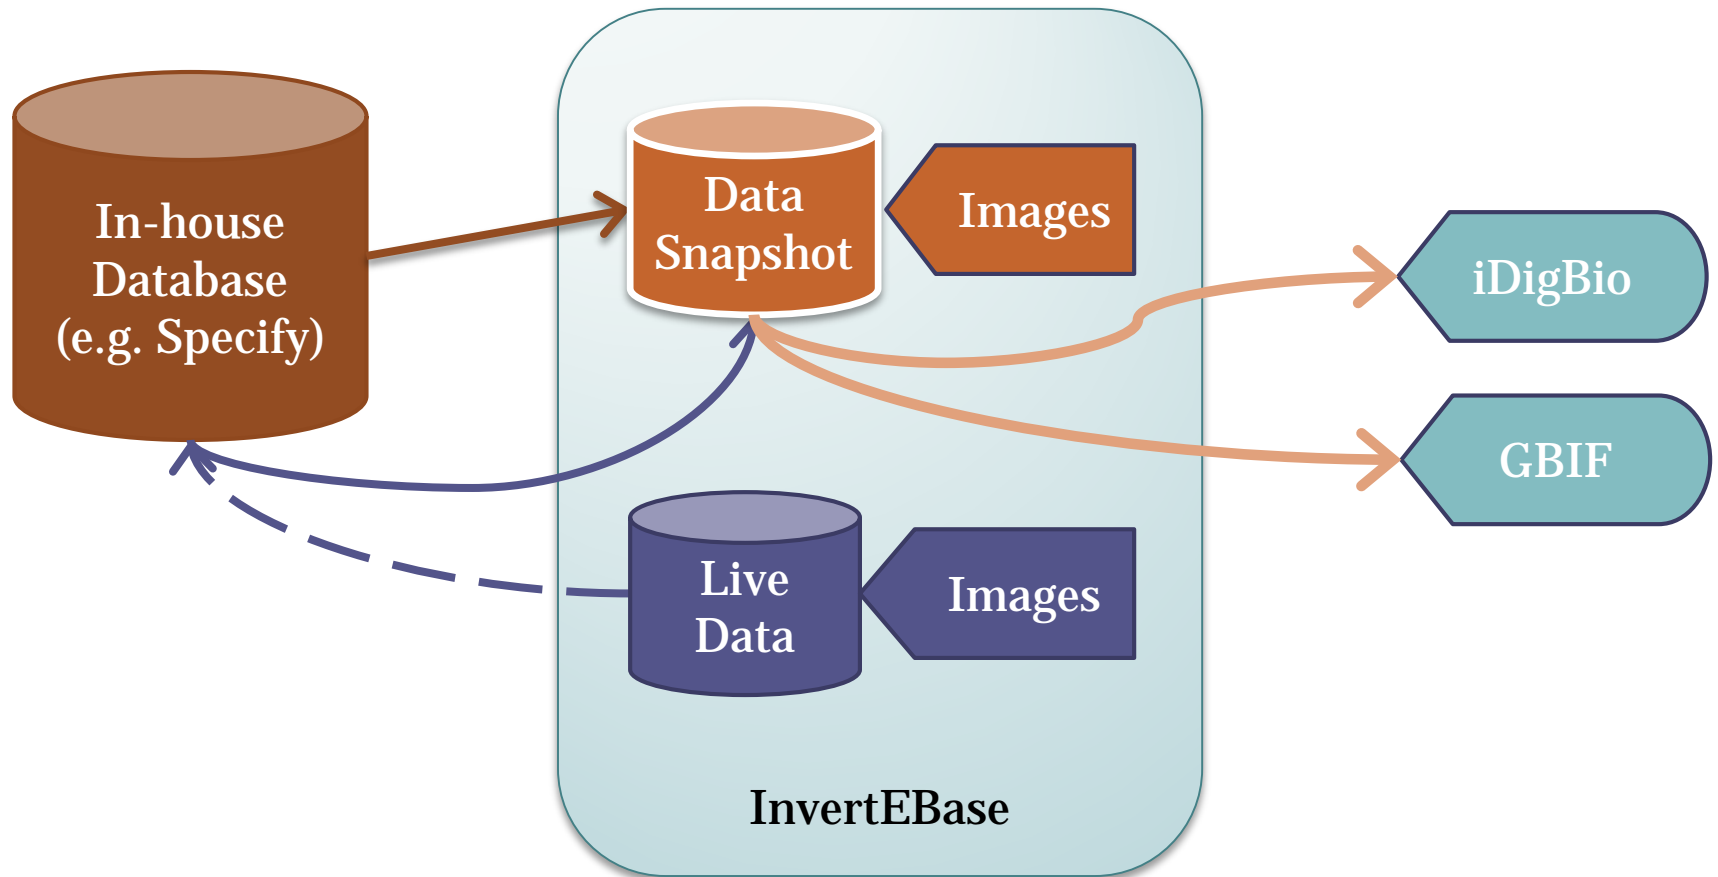 In-house
Database
(e.g. Specify)
Data
Snapshot
Images
iDigBio
GBIF
Live
Data
Images
InvertEBase